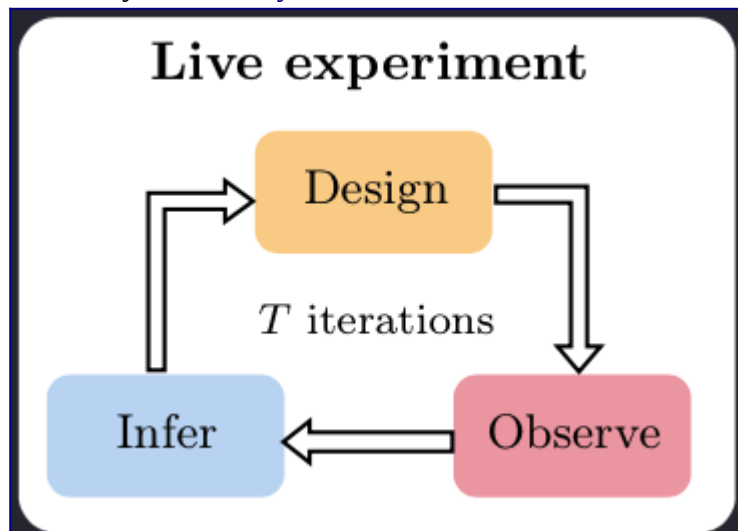 Live experiment
Design
T iterations
Infer
Observe